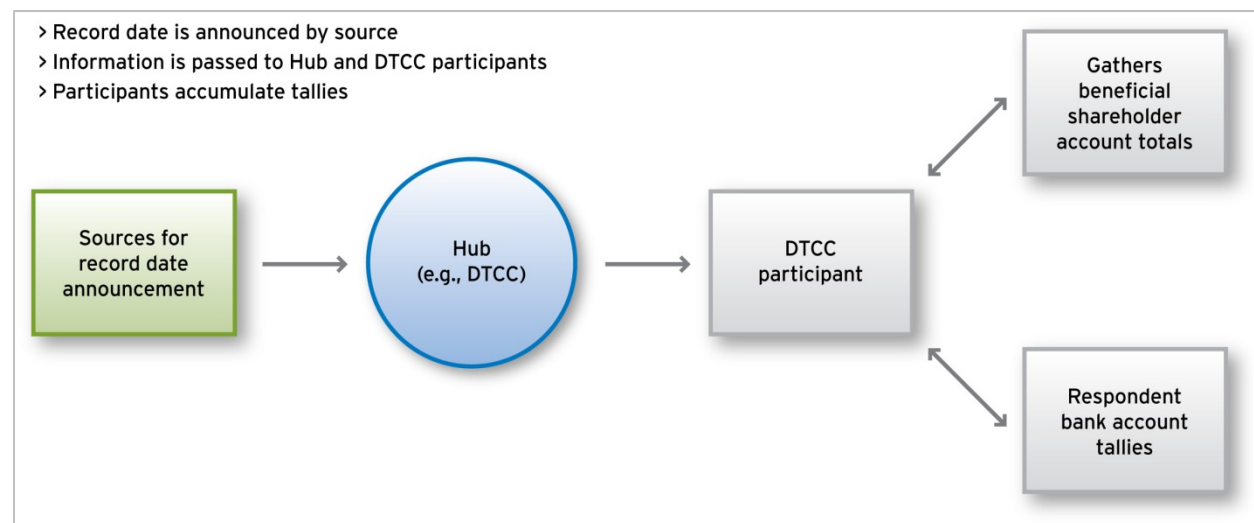 > Record date is announced by source
> Information is passed to Hub and DTCC participants
> Participants accumulate tallies
Sources for
record date
announcement
Hub
(e.g., DTCC)
DTCC
participant
Gathers
beneficial
shareholder
account totals
Respondent
bank account
tallies